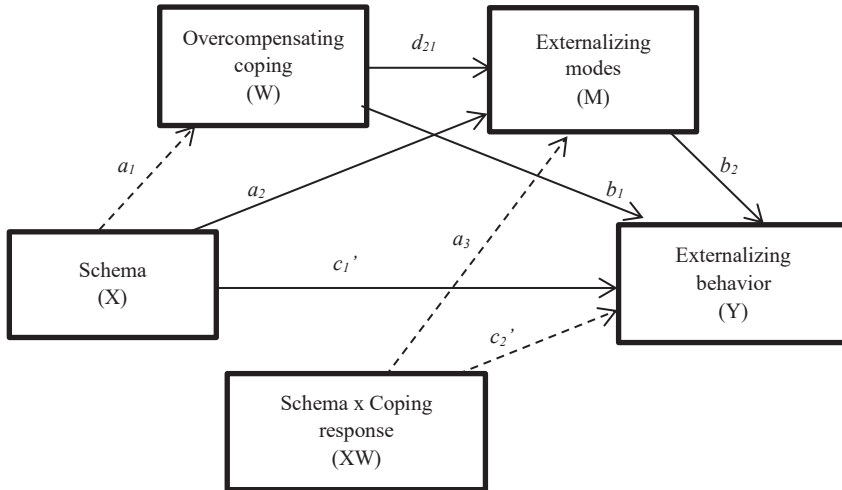 Overcompensating
coping
(W)
d21
Externalizing
modes
(M)
a1
a2
b1
b2
a3
Schema
(X)
c1’
Externalizing
behavior
(Y)
c2’
Schema x Coping
response
(XW)